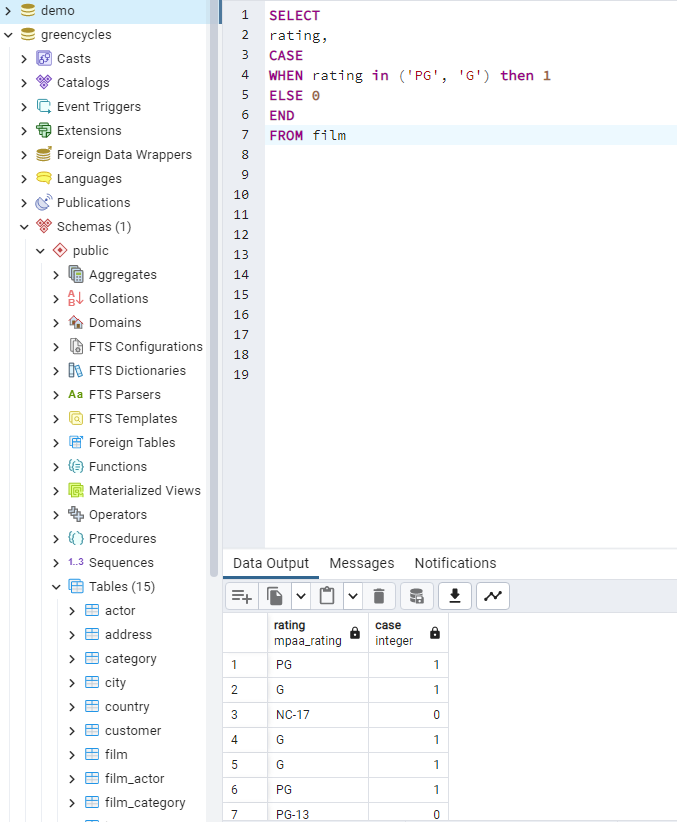 demo
greencycles
Casts
Catalogs
Event Triggers
Extensions
Foreign Data Wrappers
Languages
Publications
Schemas (1)
public
Aggregates
Collations
Domains
FTS Configurations
FTS Dictionaries
Aa FTS Parsers
FTS Templates
Foreign Tables
Functions
Materialized Views
Operators
Procedures
1..3 Sequences
Tables (15)
actor
address
category
city
country
customer
film
film_actor
film_category
1 SELECT
2 rating,
3 CASE
4 WHEN rating in ('PG', 'G') then 1
5 ELSE 0
6 END
7 FROM film
8
9
10
11
12
13
14
15
16
17
18
19
Data Output Messages Notifications
rating case
mpaa_rating integer
1 PG 1
2 G 1
3 NC-17 0
4 G 1
5 G 1
6 PG 1
7 PG-13 0